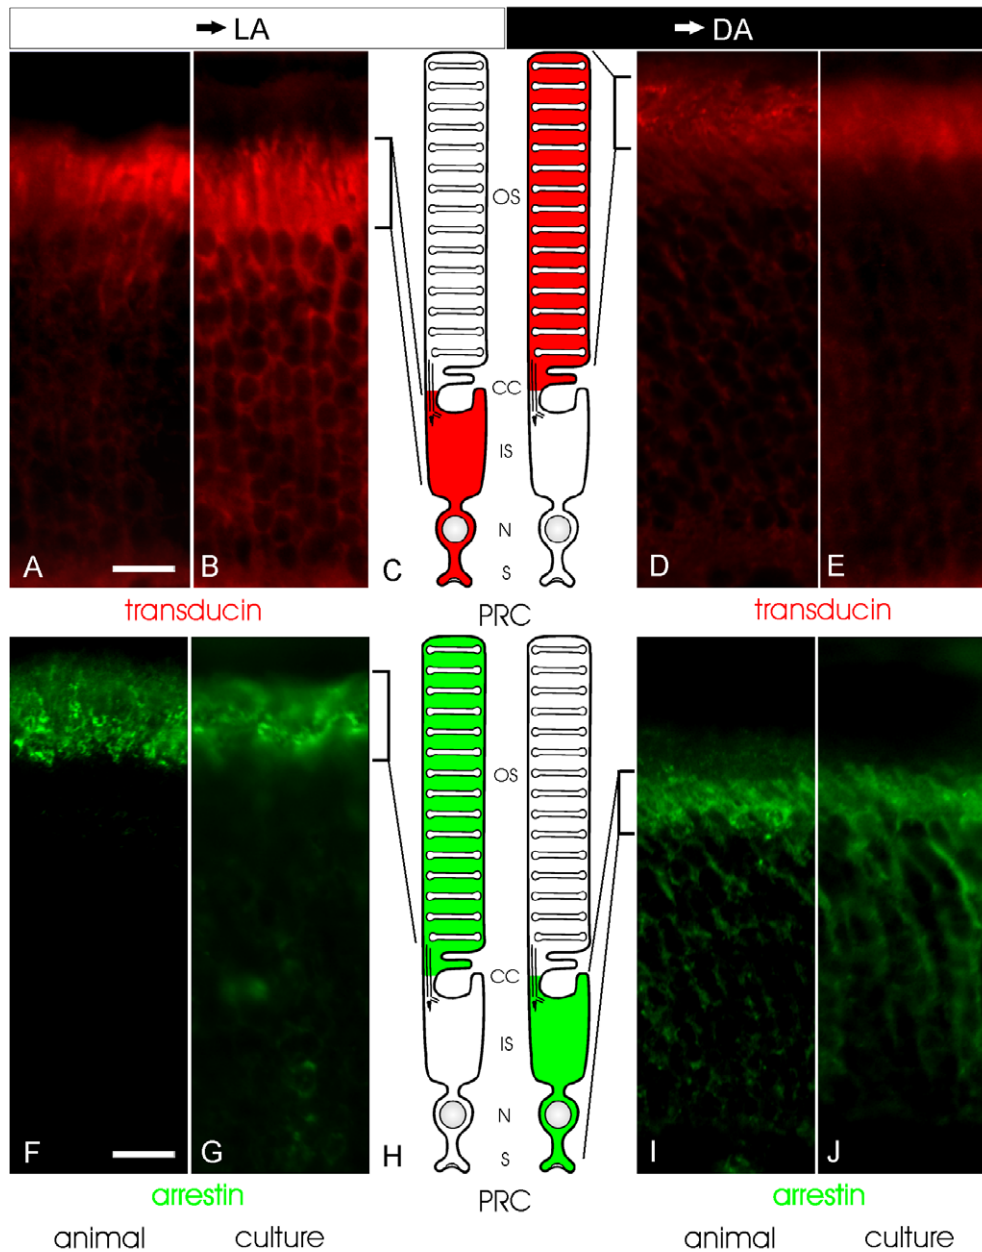 ➡ LA
➡ DA
OS
CC
IS
N
S
A
B
C
D
E
transducin
PRC
transducin
OS
CC
IS
N
S
F
G
H
I
J
arrestin
PRC
arrestin
animal
culture
animal
culture